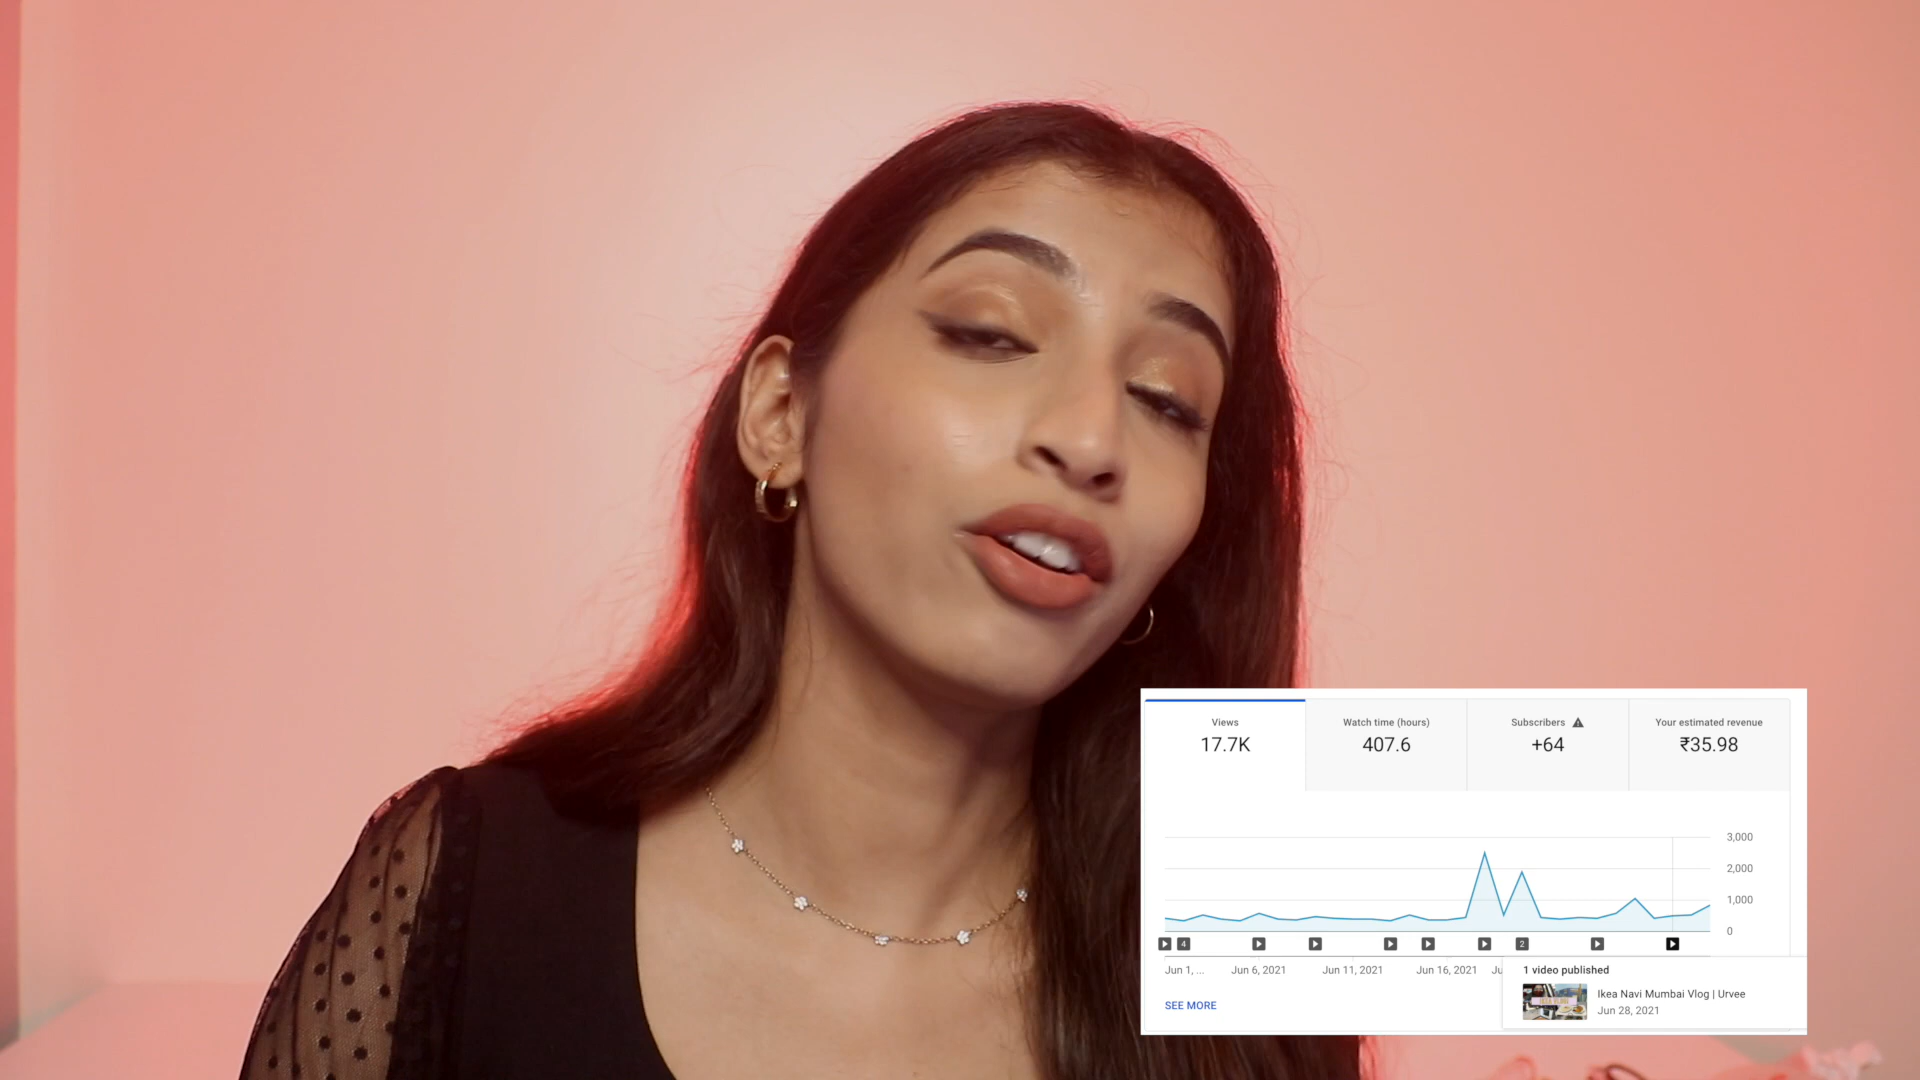 Views
17.7K
Watch time (hours)
407.6
Subscribers
+64
Your estimated revenue
₹35.98
3,000
2,000
1,000
0
4
2
Jun 1, ...
Jun 6, 2021
Jun 11, 2021
Jun 16, 2021
Ju
1 video published
Ikea Navi Mumbai Vlog | Urvee
Jun 28, 2021
SEE MORE